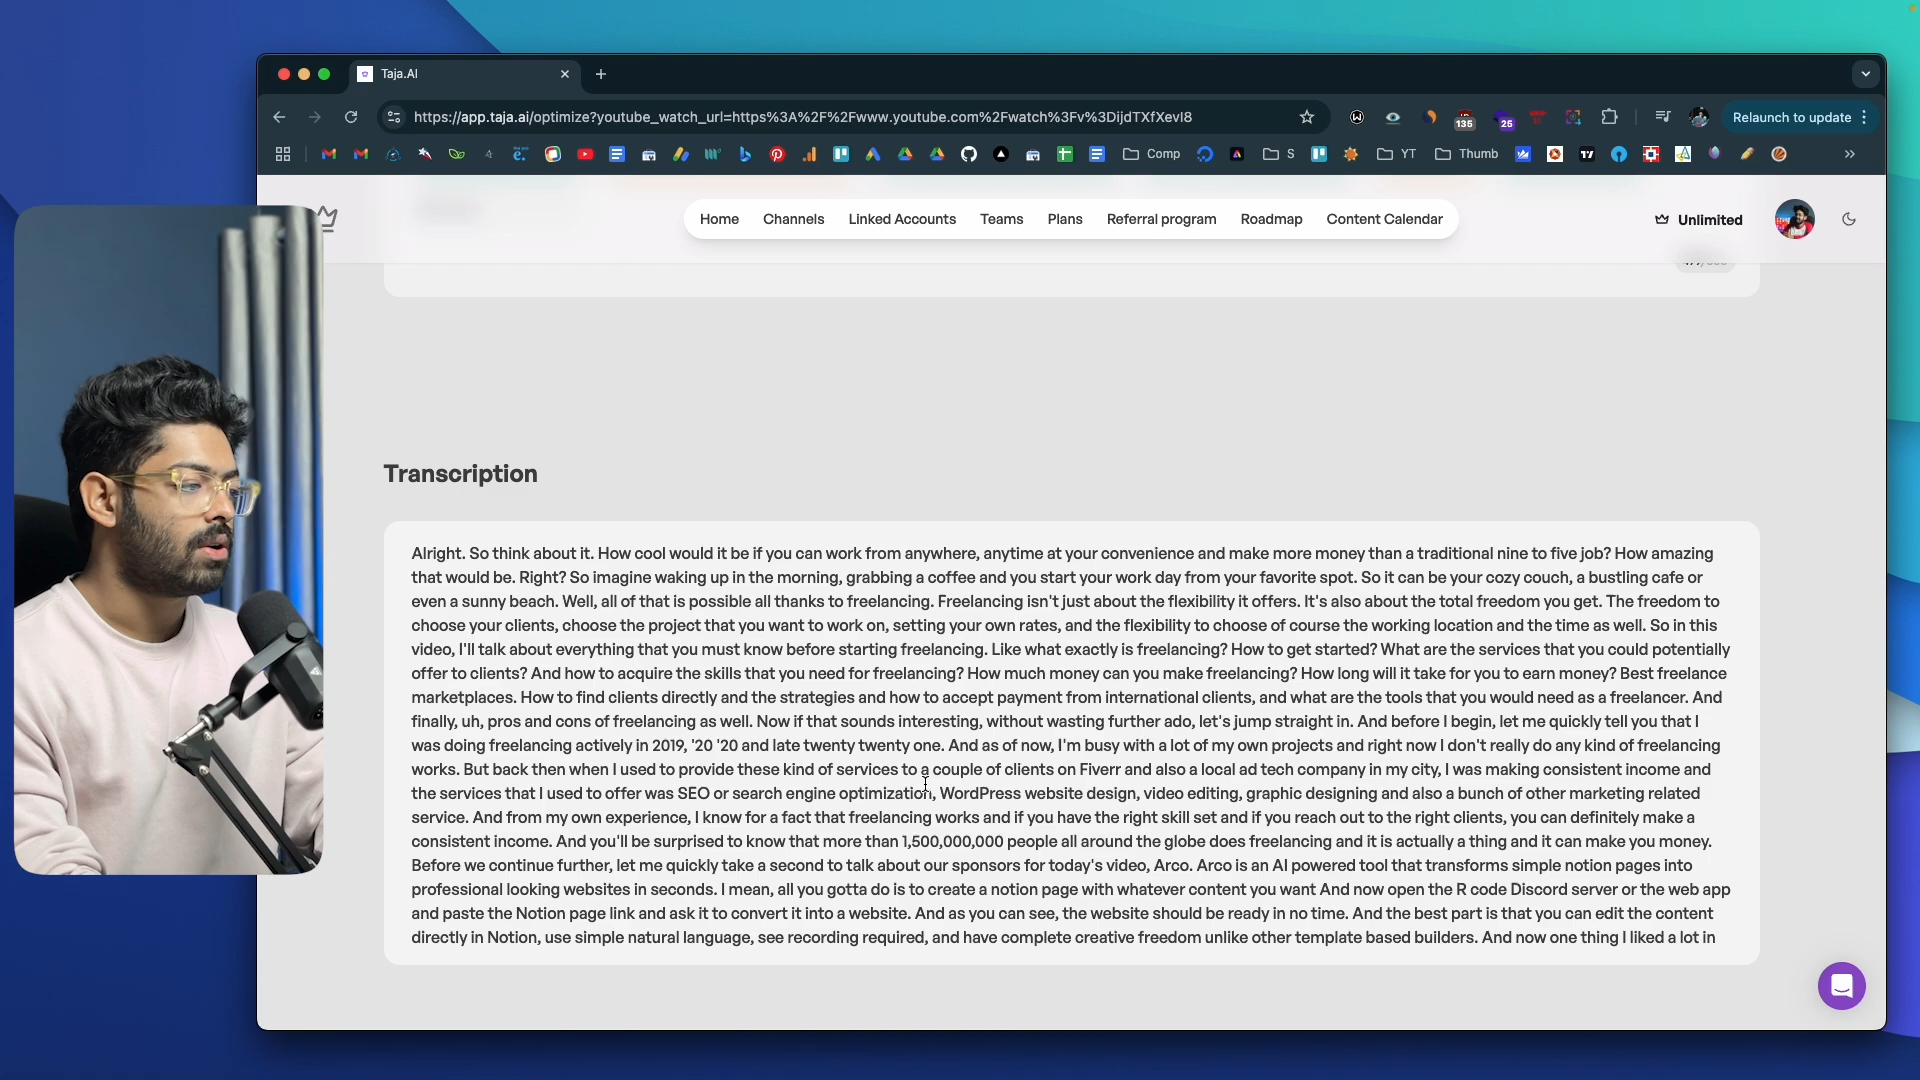 Taja.AI
https://app.taja.ai/optimize?youtube_watch_url=https%3A%2F%2Fwww.youtube.com%2Fwatch%3Fv%3DijdTXfXevI8
135
25
Relaunch to update
Comp
S
YT
Thumb
Home
Channels
Linked Accounts
Teams
Plans
Referral program
Roadmap
Content Calendar
Unlimited
Transcription
Alright. So think about it. How cool would it be if you can work from anywhere, anytime at your convenience and make more money than a traditional nine to five job? How amazing
that would be. Right? So imagine waking up in the morning, grabbing a coffee and you start your work day from your favorite spot. So it can be your cozy couch, a bustling cafe or
even a sunny beach. Well, all of that is possible all thanks to freelancing. Freelancing isn't just about the flexibility it offers. It's also about the total freedom you get. The freedom to
choose your clients, choose the project that you want to work on, setting your own rates, and the flexibility to choose of course the working location and the time as well. So in this
video, I'll talk about everything that you must know before starting freelancing. Like what exactly is freelancing? How to get started? What are the services that you could potentially
offer to clients? And how to acquire the skills that you need for freelancing? How much money can you make freelancing? How long will it take for you to earn money? Best freelance
marketplaces. How to find clients directly and the strategies and how to accept payment from international clients, and what are the tools that you would need as a freelancer. And
finally, uh, pros and cons of freelancing as well. Now if that sounds interesting, without wasting further ado, let's jump straight in. And before I begin, let me quickly tell you that I
was doing freelancing actively in 2019, '20 '20 and late twenty twenty one. And as of now, I'm busy with a lot of my own projects and right now I don't really do any kind of freelancing
works. But back then when I used to provide these kind of services to a couple of clients on Fiverr and also a local ad tech company in my city, I was making consistent income and
the services that I used to offer was SEO or search engine optimization, WordPress website design, video editing, graphic designing and also a bunch of other marketing related
service. And from my own experience, I know for a fact that freelancing works and if you have the right skill set and if you reach out to the right clients, you can definitely make a
consistent income. And you'll be surprised to know that more than 1,500,000,000 people all around the globe does freelancing and it is actually a thing and it can make you money.
Before we continue further, let me quickly take a second to talk about our sponsors for today's video, Arco. Arco is an AI powered tool that transforms simple notion pages into
professional looking websites in seconds. I mean, all you gotta do is to create a notion page with whatever content you want And now open the R code Discord server or the web app
and paste the Notion page link and ask it to convert it into a website. And as you can see, the website should be ready in no time. And the best part is that you can edit the content
directly in Notion, use simple natural language, see recording required, and have complete creative freedom unlike other template based builders. And now one thing I liked a lot in